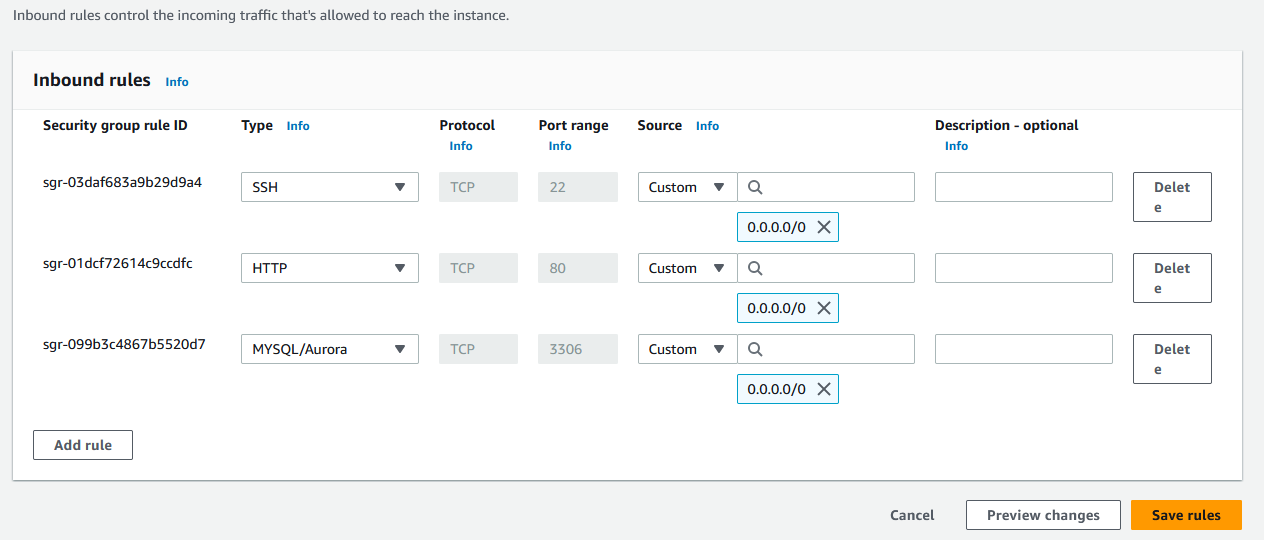 Inbound rules control the incoming traffic that's allowed to reach the instance.
Inbound rules Info
Security group rule ID Type Info Protocol Info Port range Info Source Info Description - optional Info
sgr-03daf683a9b29d9a4 SSH TCP 22 Custom Delet
e
0.0.0.0/0
sgr-01dcf72614c9ccdfc HTTP TCP 80 Custom Delet
e
0.0.0.0/0
sgr-099b3c4867b5520d7 MYSQL/Aurora TCP 3306 Custom Delet
e
0.0.0.0/0
Add rule
Cancel Preview changes Save rules